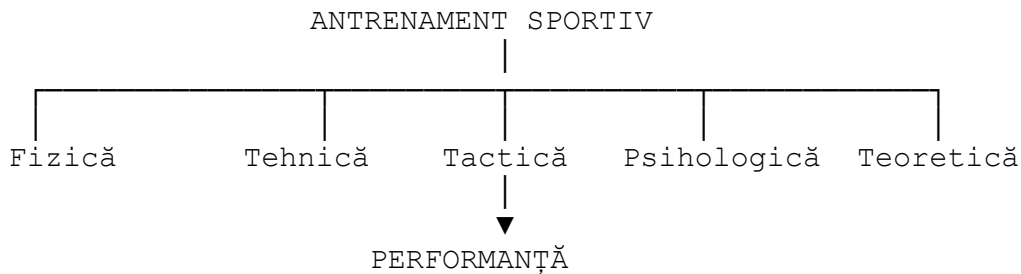 ANTRENAMENT SPORTIV
Fizică Tehnică Tactică Psihologică Teoretică
PERFORMANȚĂ